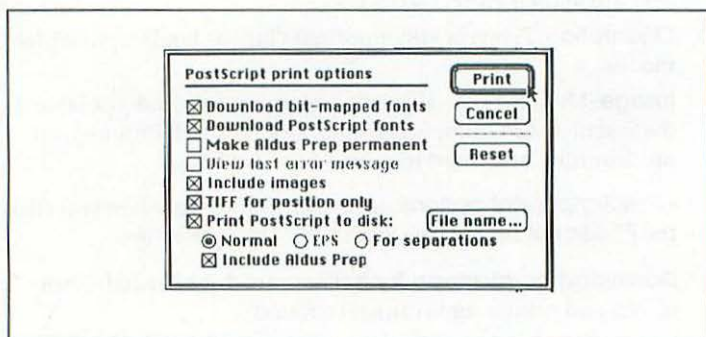 PostScript print options
Print
Download bit-mapped fonts
Cancel
Download PostScript fonts
Make Aldus Prep permanent
View last error message
Reset
Include images
TIFF for position only
Print PostScript to disk:
File name...
Normal
EPS
For separations
Include Aldus Prep